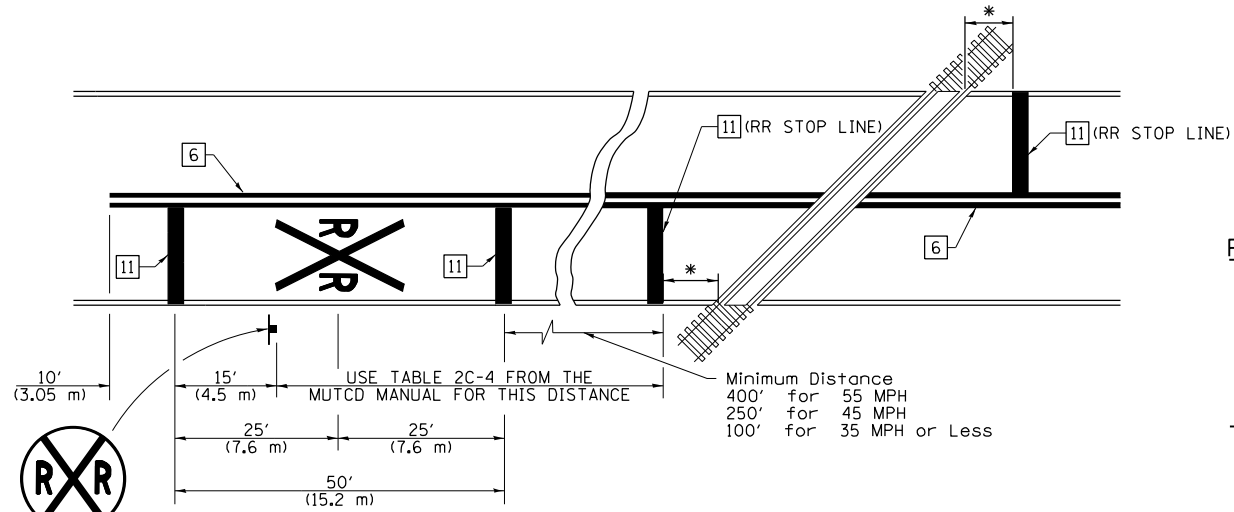 *
11 (RR STOP LINE)
11 (RR STOP LINE)
6
R R
11
11
*
6
10'
(3.05 m)
15'
(4.5 m)
USE TABLE 2C-4 FROM THE
MUTCD MANUAL FOR THIS DISTANCE
Minimum Distance
400' for 55 MPH
250' for 45 MPH
100' for 35 MPH or Less
25'
(7.6 m)
25'
(7.6 m)
50'
(15.2 m)
R R